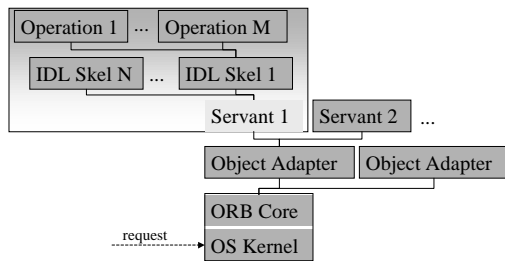 Operation 1 ... Operation M
IDL Skel N ... IDL Skel 1
Servant 1 Servant 2 ...
Object Adapter Object Adapter
ORB Core
request
OS Kernel